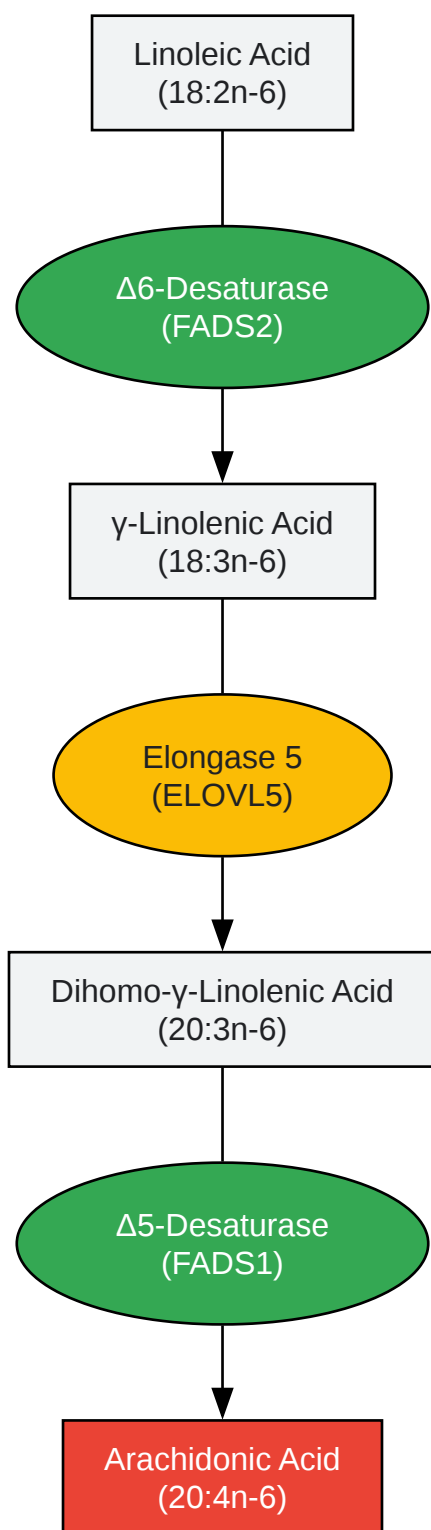 Linoleic Acid
(18:2n-6)
Δ6-Desaturase
(FADS2)
γ-Linolenic Acid
(18:3n-6)
Elongase 5
(ELOVL5)
Dihomo-γ-Linolenic Acid
(20:3n-6)
Δ5-Desaturase
(FADS1)
Arachidonic Acid
(20:4n-6)